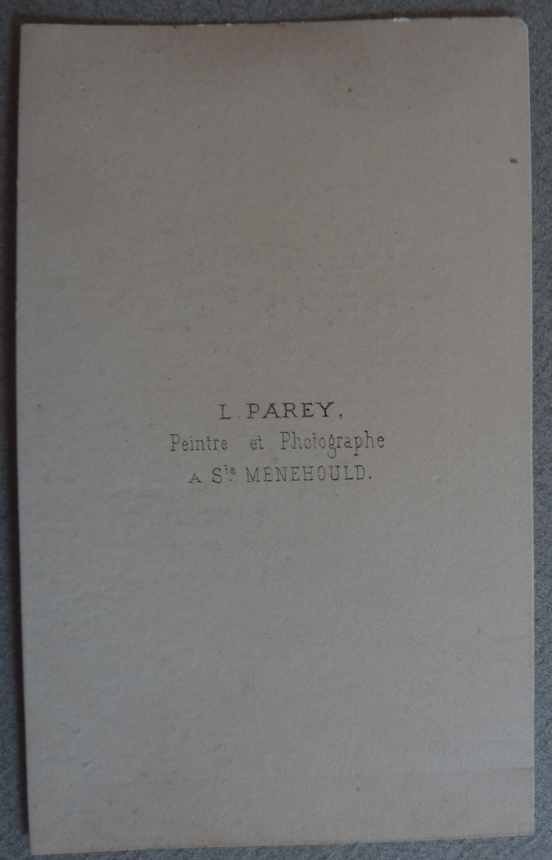 L. PAREY,
Peintre et Photographe
A Ste MENEHOULD.